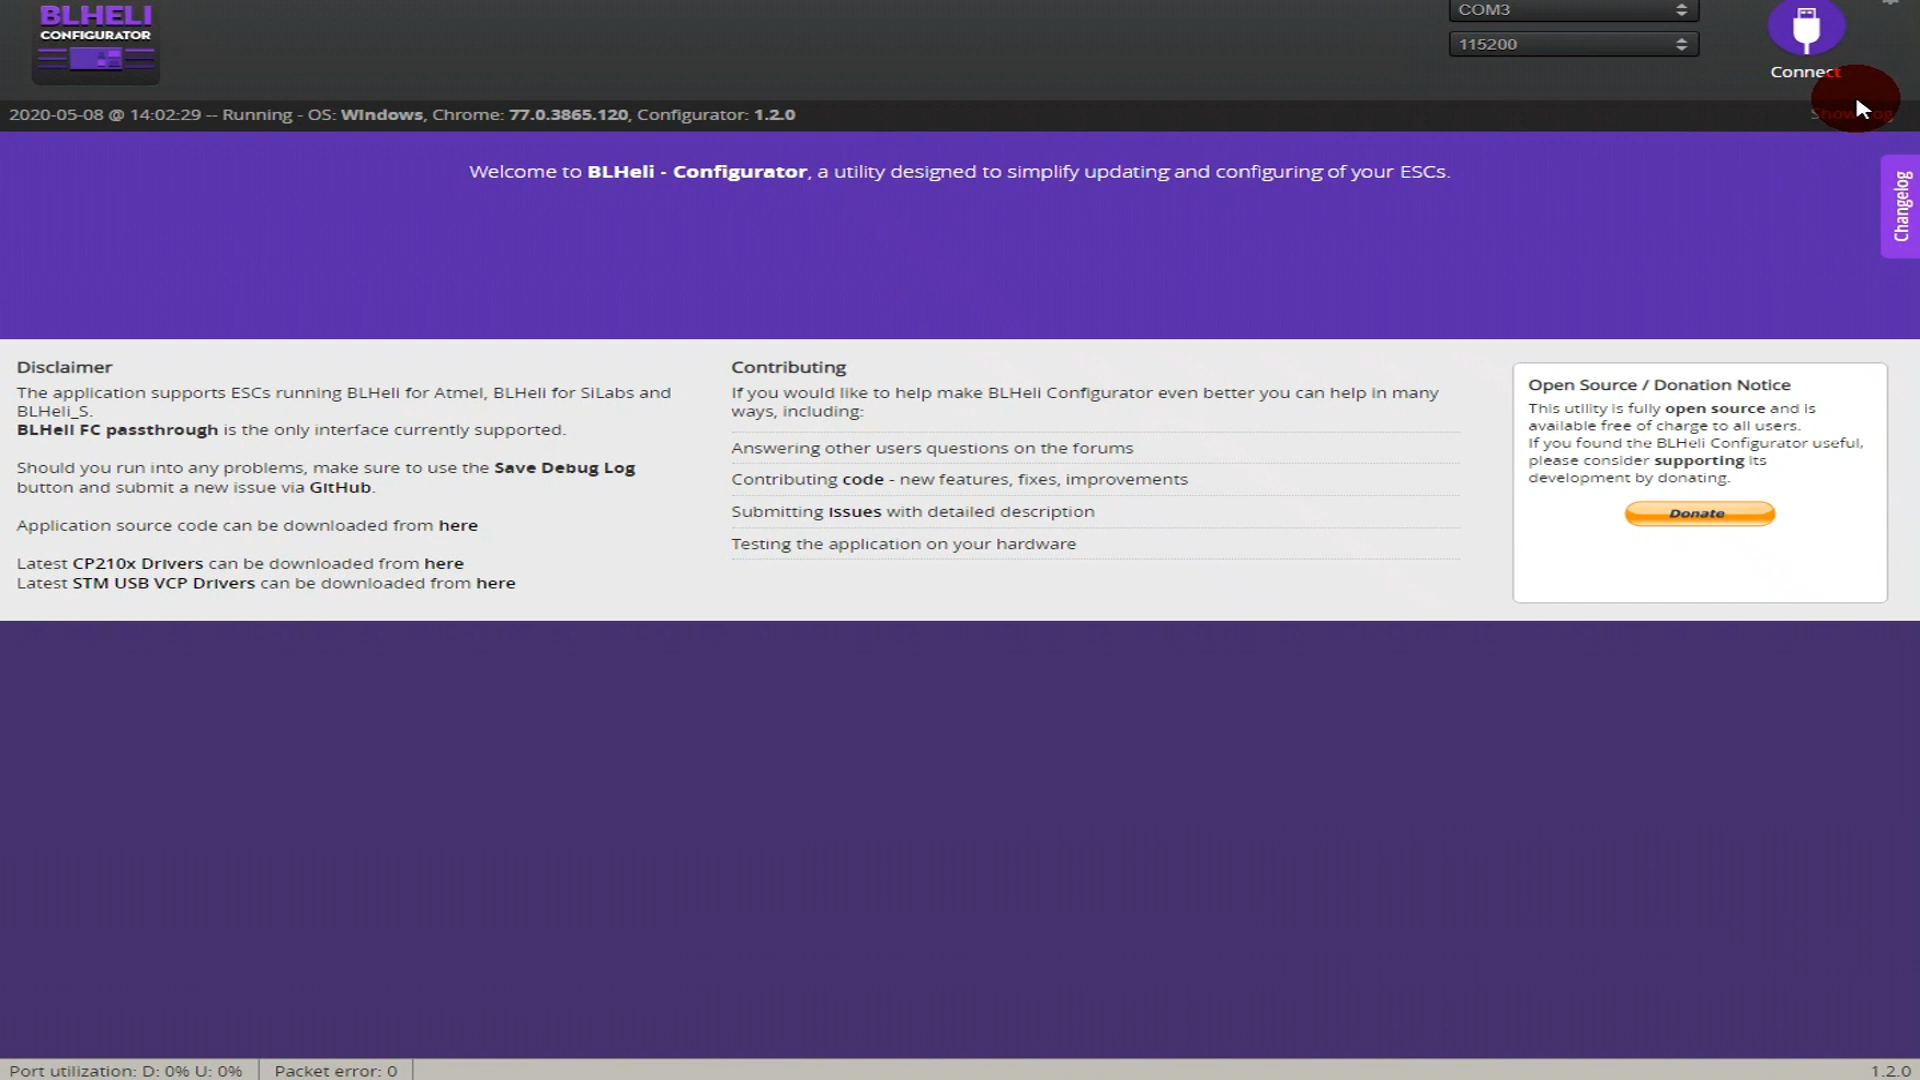 BLHELI
CONFIGURATOR
COM3
115200
Connect
2020-05-08 @ 14:02:29 -- Running - OS: Windows, Chrome: 77.0.3865.120, Configurator: 1.2.0
Show Log
Welcome to BLHeli - Configurator, a utility designed to simplify updating and configuring of your ESCs.
Changelog
Disclaimer
The application supports ESCs running BLHeli for Atmel, BLHeli for SiLabs and
BLHeli_S.
BLHeli FC passthrough is the only interface currently supported.
Should you run into any problems, make sure to use the Save Debug Log
button and submit a new issue via GitHub.
Application source code can be downloaded from here
Latest CP210x Drivers can be downloaded from here
Latest STM USB VCP Drivers can be downloaded from here
Contributing
If you would like to help make BLHeli Configurator even better you can help in many
ways, including:
Answering other users questions on the forums
Contributing code - new features, fixes, improvements
Submitting issues with detailed description
Testing the application on your hardware
Open Source / Donation Notice
This utility is fully open source and is
available free of charge to all users.
If you found the BLHeli Configurator useful,
please consider supporting its
development by donating.
Donate
Port utilization: D: 0% U: 0%
Packet error: 0
1.2.0